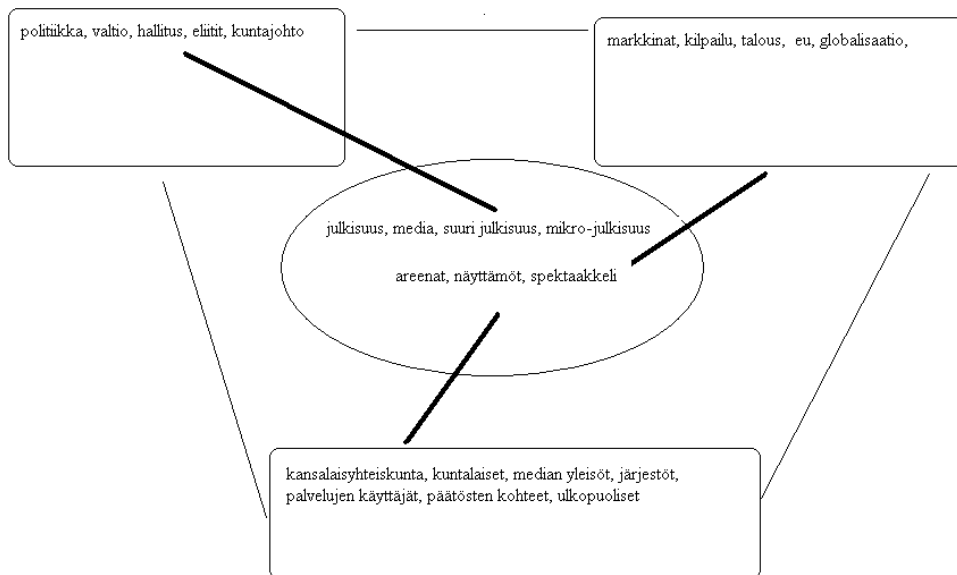 politiikka, valtio, hallitus, eliitit, kuntajohto
markkinat, kilpailu, talous, eu, globalisaatio,
julkisuus, media, suuri julkisuus, mikro-julkisuus
areenat, näyttämöt, spektaakkeli
kansalaisyhteiskunta, kuntalaiset, median yleisöt, järjestöt,
palvelujen käyttäjät, päätösten kohteet, ulkopuoliset